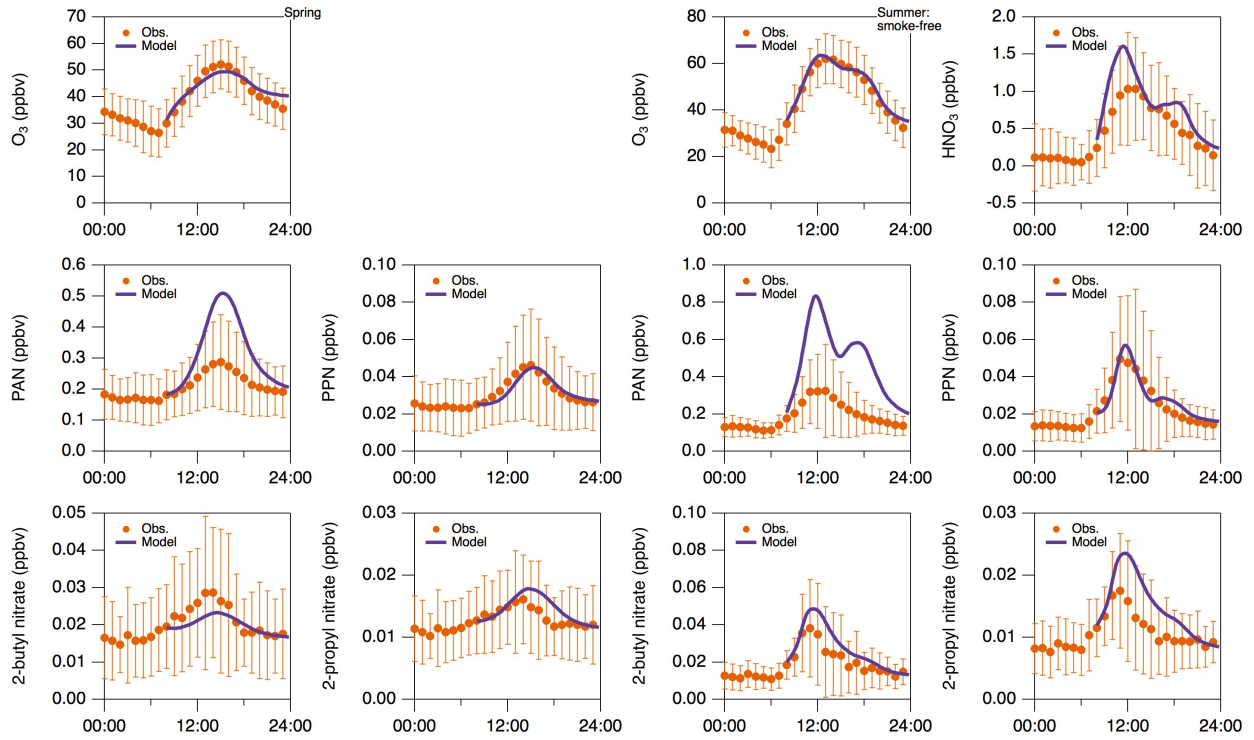 Spring
O3 (ppbv)
70
60
50
40
30
20
10
0
Obs.
Model
00:00
12:00
24:00
Summer:
smoke-free
O3 (ppbv)
80
60
40
20
0
Obs.
Model
00:00
12:00
24:00
HNO3 (ppbv)
2.0
1.5
1.0
0.5
0.0
-0.5
Obs.
Model
00:00
12:00
24:00
PAN (ppbv)
0.6
0.5
0.4
0.3
0.2
0.1
0.0
Obs.
Model
00:00
12:00
24:00
PPN (ppbv)
0.10
0.08
0.06
0.04
0.02
0.00
Obs.
Model
00:00
12:00
24:00
PAN (ppbv)
1.0
0.8
0.6
0.4
0.2
0.0
Obs.
Model
00:00
12:00
24:00
PPN (ppbv)
0.10
0.08
0.06
0.04
0.02
0.00
Obs.
Model
00:00
12:00
24:00
2-butyl nitrate (ppbv)
0.05
0.04
0.03
0.02
0.01
0.00
Obs.
Model
00:00
12:00
24:00
2-propyl nitrate (ppbv)
0.03
0.02
0.01
0.00
Obs.
Model
00:00
12:00
24:00
2-butyl nitrate (ppbv)
0.10
0.08
0.06
0.04
0.02
0.00
Obs.
Model
00:00
12:00
24:00
2-propyl nitrate (ppbv)
0.03
0.02
0.01
0.00
Obs.
Model
00:00
12:00
24:00